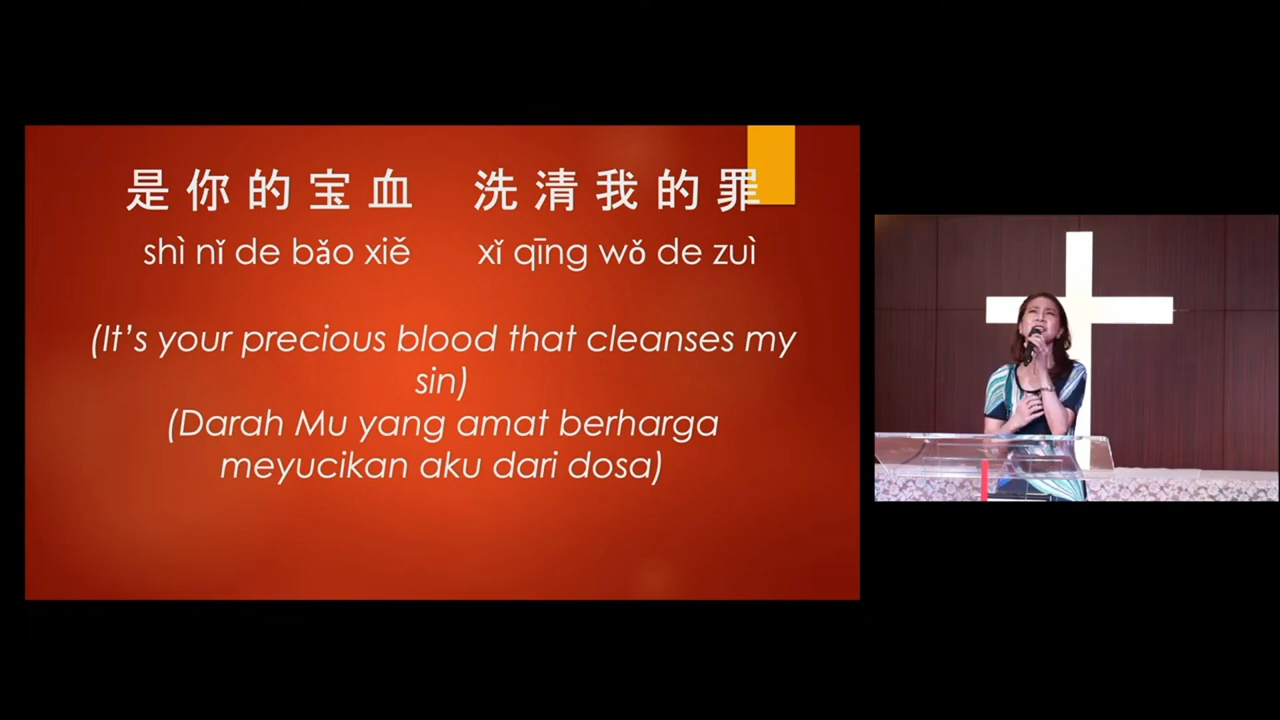 是你的宝血 洗清我的罪
shì nǐ de bǎo xiě xǐ qīng wǒ de zuì
(It's your precious blood that cleanses my
sin)
(Darah Mu yang amat berharga
meyucikan aku dari dosa)